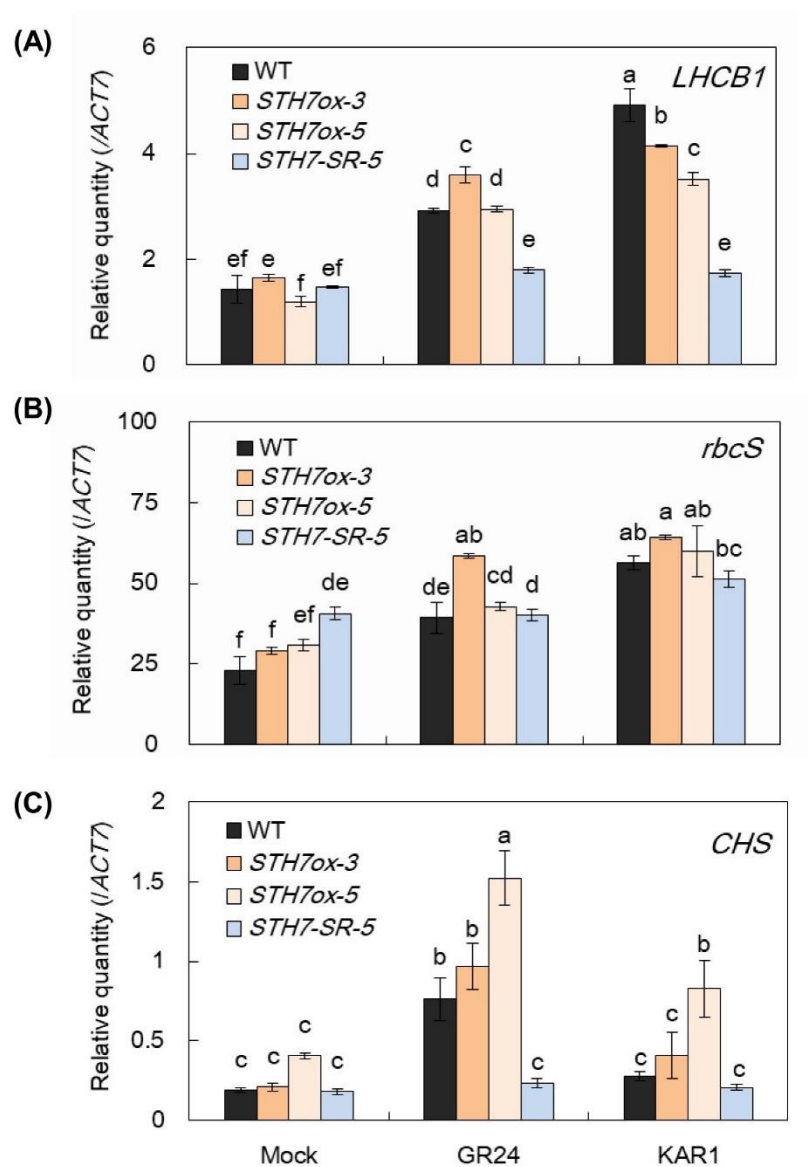 (A)
Relative quantity (/ACT7)
6
4
2
0
WT
STH7ox-3
STH7ox-5
STH7-SR-5
LHCB1
ef e f ef
d c d e
a b c e
(B)
Relative quantity (/ACT7)
100
75
50
25
0
WT
STH7ox-3
STH7ox-5
STH7-SR-5
rbcS
f f ef de
de ab cd d
ab a ab bc
(C)
Relative quantity (/ACT7)
2
1.5
1
0.5
0
WT
STH7ox-3
STH7ox-5
STH7-SR-5
CHS
c c c c
b b a c
c c b c
Mock GR24 KAR1